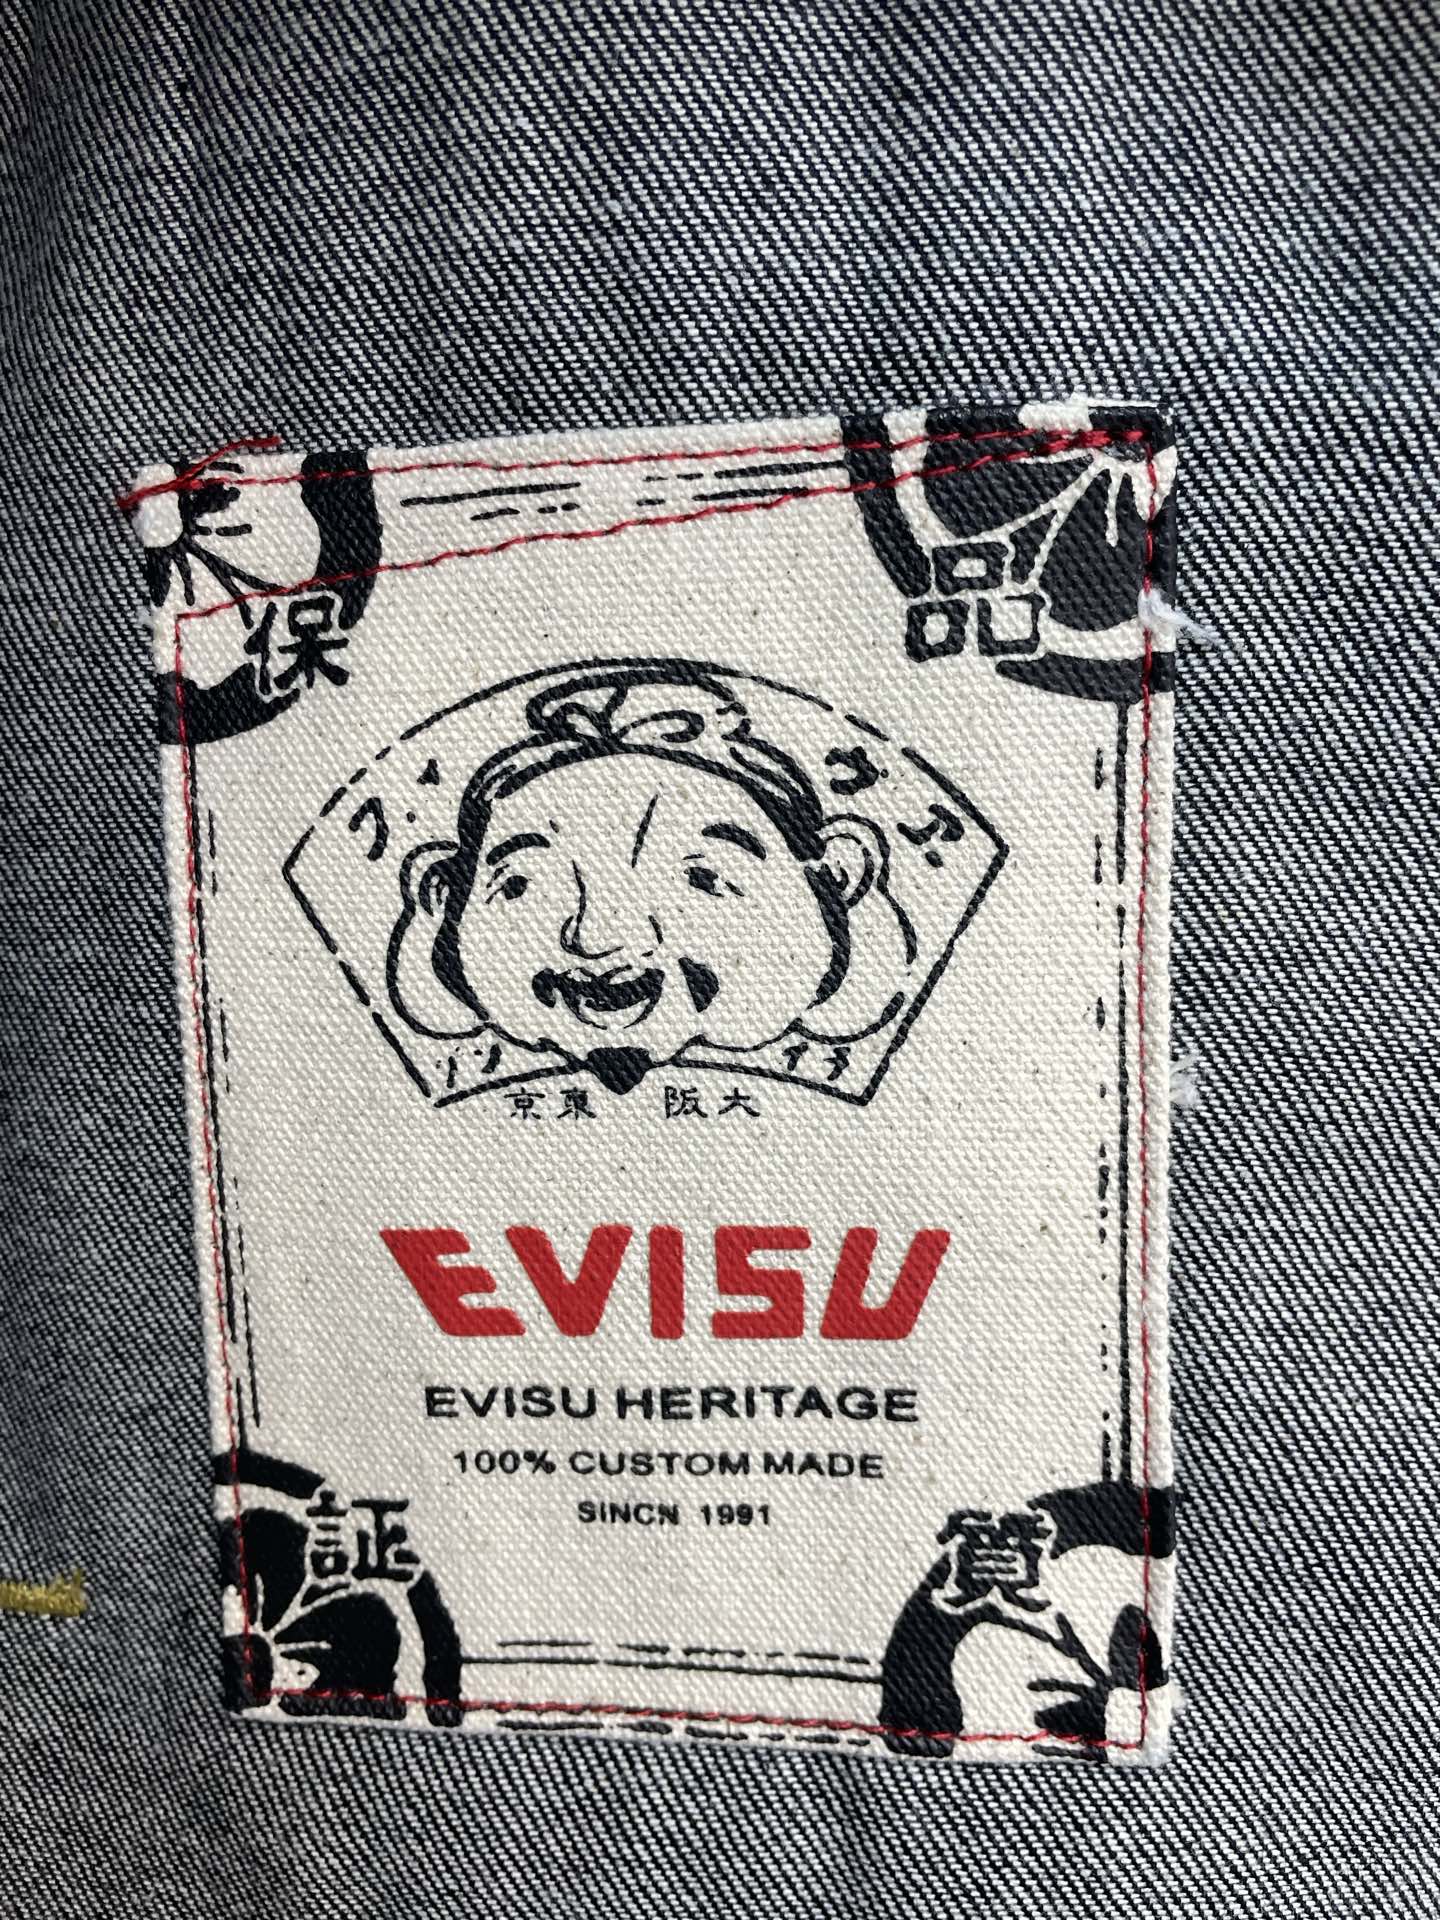 保 品
京東 阪大
EVISU
EVISU HERITAGE
100% CUSTOM MADE
SINCN 1991
証 質